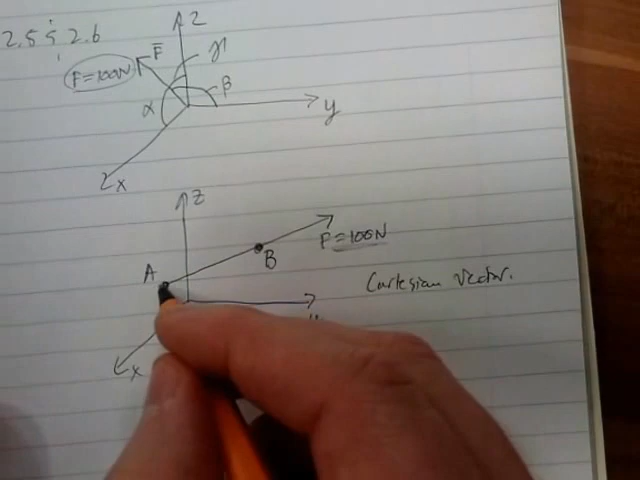 2.5 & 2.6
Z
F
γ
F=100N
β
α
y
x
Z
F=100N
B
A
Cartesian Vector.
x